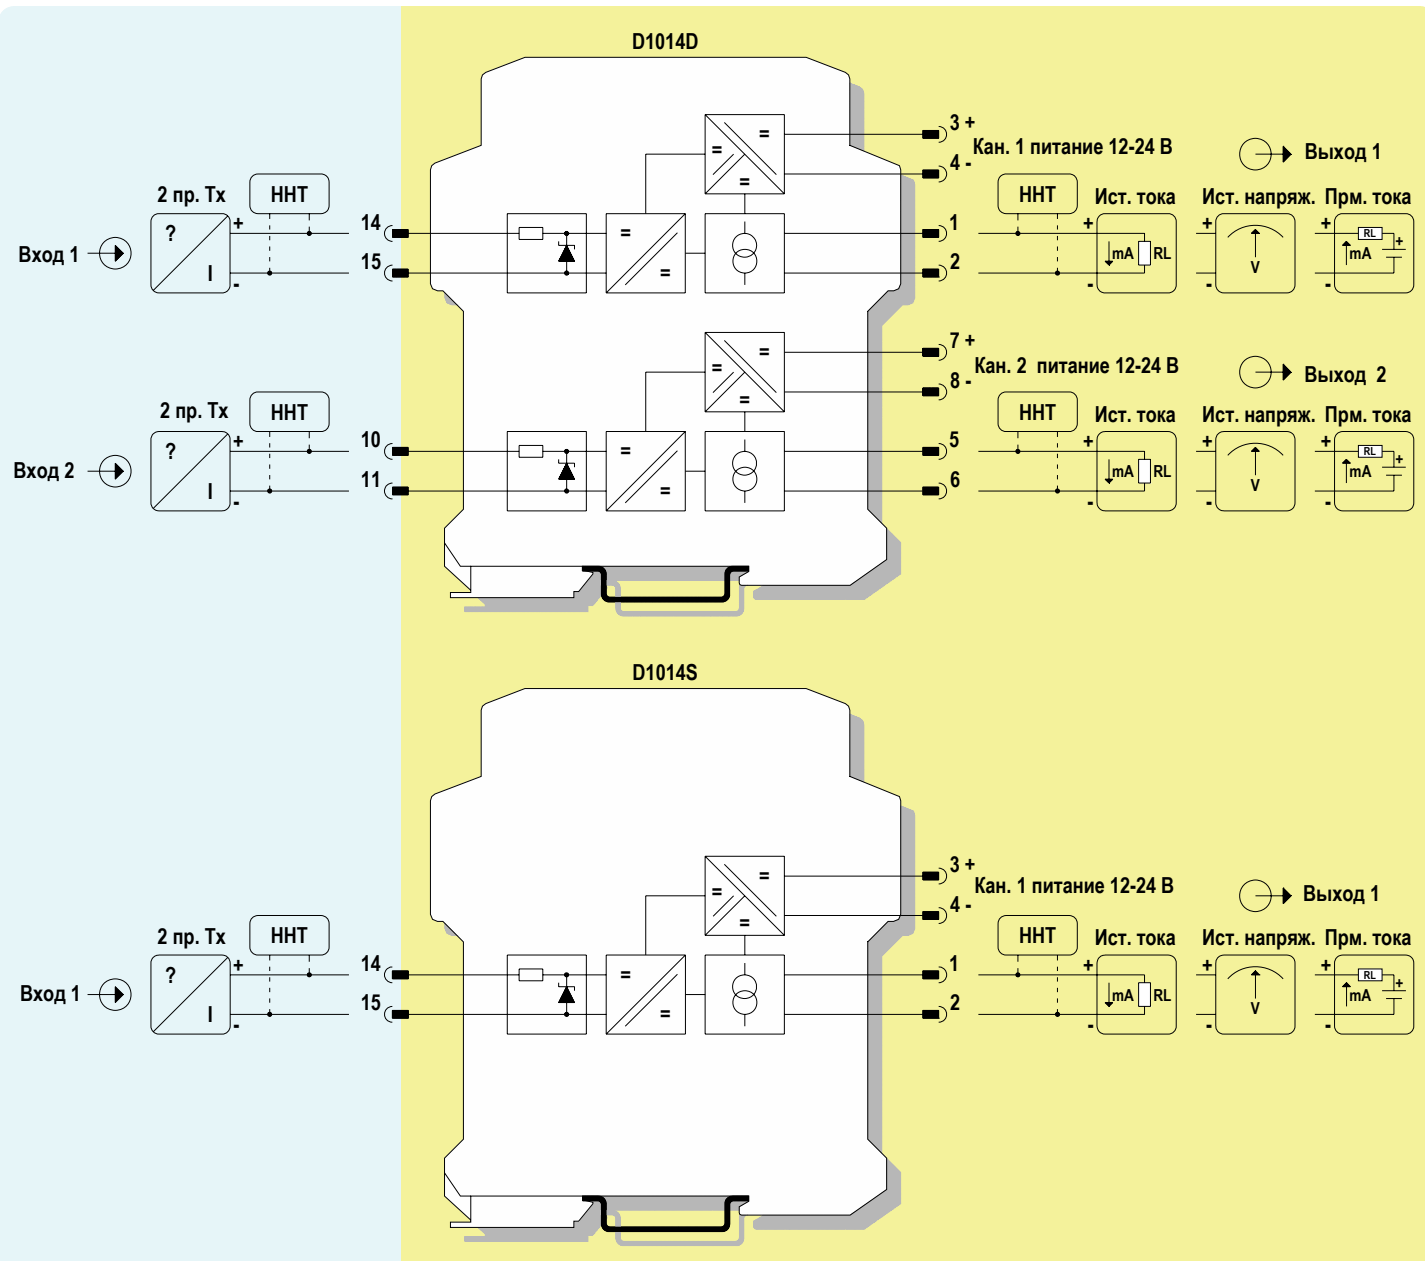 D1014D
3 +
Кан. 1 питание 12-24 В
4 -
Выход 1
2 пр. Tx
ННТ
14
1
ННТ
Ист. тока
Ист. напряж.
Прм. тока
Вход 1
?
I
+
-
15
=
=
=
=
=
2
+
-
mA
RL
+
-
V
+
-
RL
mA
+
7 +
Кан. 2 питание 12-24 В
8 -
Выход 2
2 пр. Tx
ННТ
10
5
ННТ
Ист. тока
Ист. напряж.
Прм. тока
Вход 2
?
I
+
-
11
=
=
=
=
=
6
+
-
mA
RL
+
-
V
+
-
RL
mA
+
D1014S
3 +
Кан. 1 питание 12-24 В
4 -
Выход 1
2 пр. Tx
ННТ
14
1
ННТ
Ист. тока
Ист. напряж.
Прм. тока
Вход 1
?
I
+
-
15
=
=
=
=
=
2
+
-
mA
RL
+
-
V
+
-
RL
mA
+